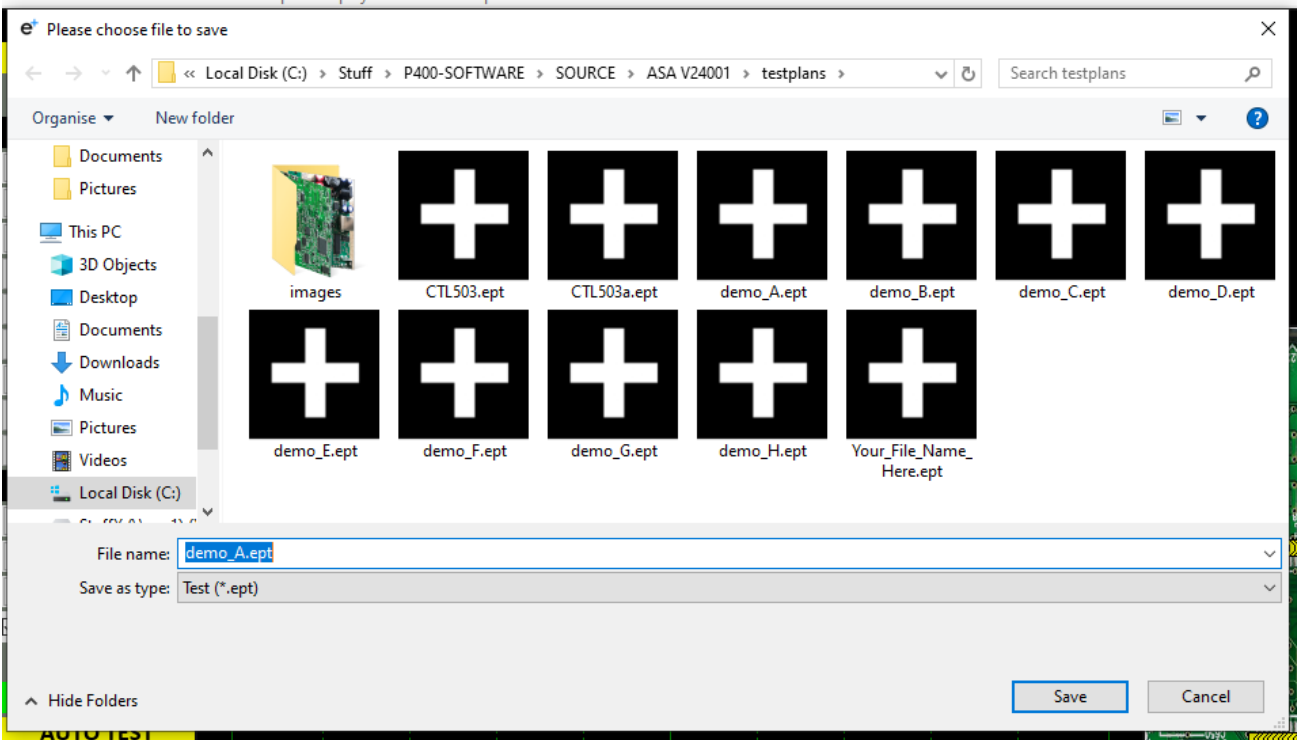 e+ Please choose file to save
« Local Disk (C:) › Stuff › P400-SOFTWARE › SOURCE › ASA V24001 › testplans ›
Search testplans
Organise
New folder
Documents
Pictures
This PC
3D Objects
Desktop
Documents
Downloads
Music
Pictures
Videos
Local Disk (C:)
images
CTL503.ept
CTL503a.ept
demo_A.ept
demo_B.ept
demo_C.ept
demo_D.ept
demo_E.ept
demo_F.ept
demo_G.ept
demo_H.ept
Your_File_Name_
Here.ept
File name: demo_A.ept
Save as type: Test (*.ept)
Hide Folders
Save
Cancel
AUTO TEST